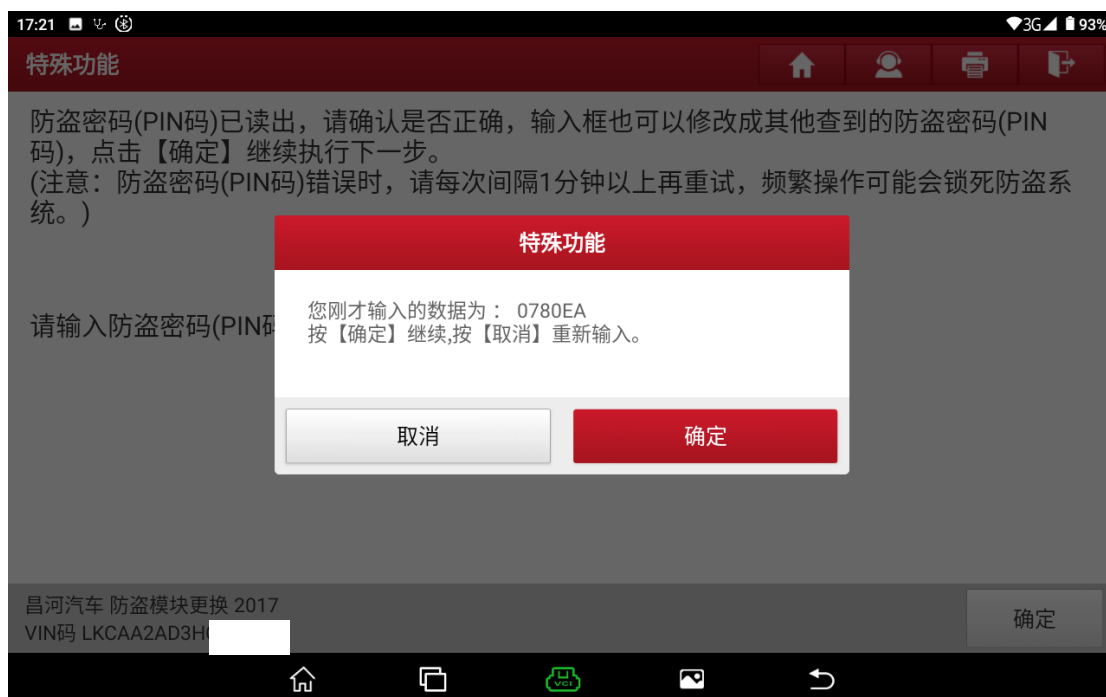 17:21
3G
93%
特殊功能
防盗密码(PIN码)已读出，请确认是否正确，输入框也可以修改成其他查到的防盗密码(PIN
码)，点击【确定】继续执行下一步。
(注意：防盗密码(PIN码)错误时，请每次间隔1分钟以上再重试，频繁操作可能会锁死防盗系
统。)
特殊功能
您刚才输入的数据为 ：0780EA
按【确定】继续,按【取消】重新输入。
请输入防盗密码(PIN码
取消
确定
昌河汽车 防盗模块更换 2017
VIN码 LKCAA2AD3H
确定
VCI